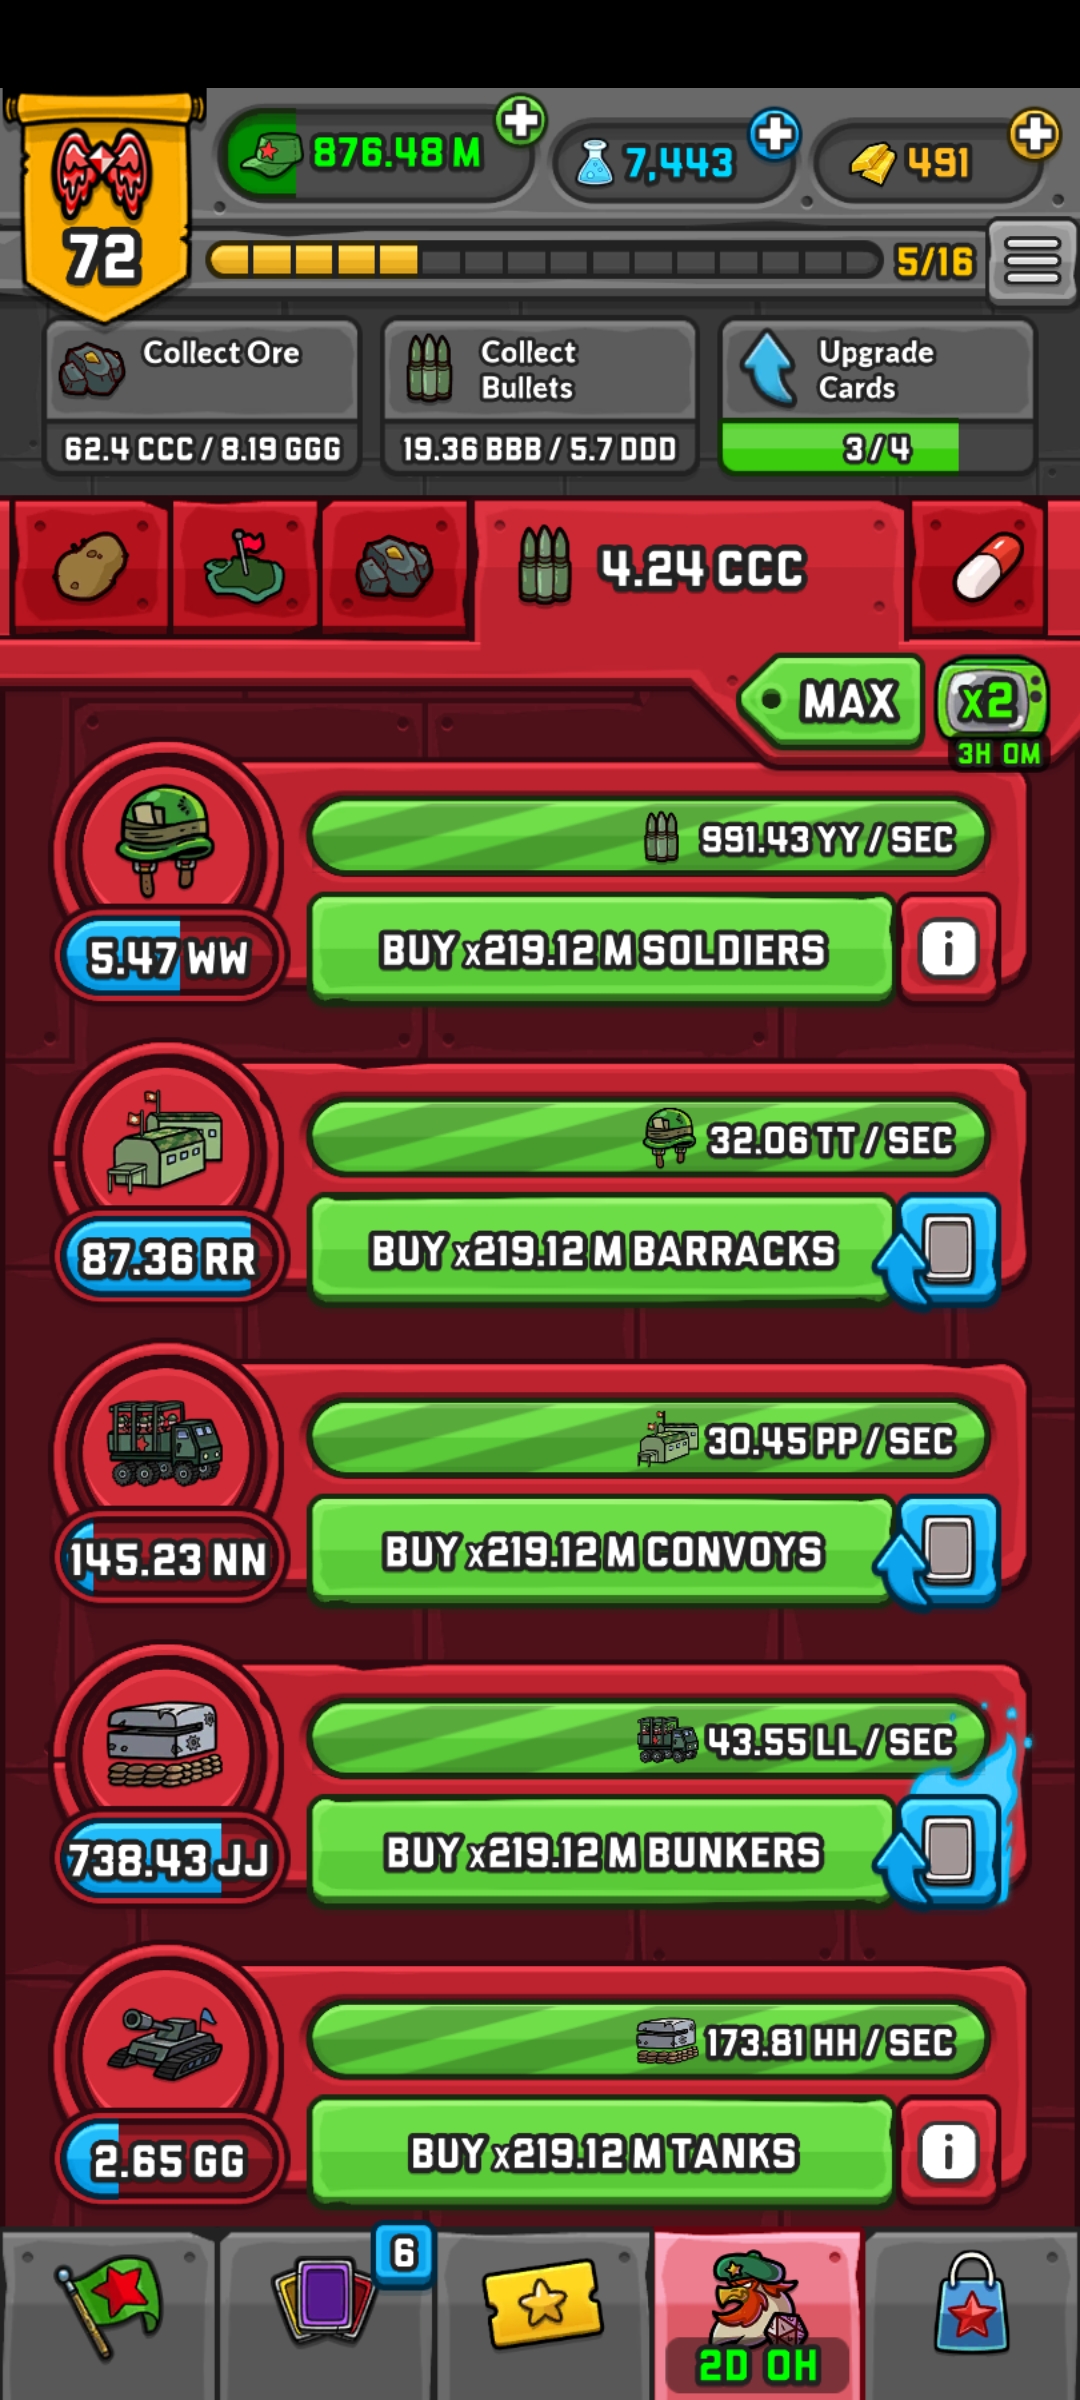 876.48 M
7,443
491
72
5/16
Collect Ore
62.4 CCC / 8.19 GGG
Collect
Bullets
19.36 BBB / 5.7 DDD
Upgrade
Cards
3/4
4.24 CCC
MAX
x2
3H 0M
991.43 YY / SEC
5.47 WW
BUY x219.12 M SOLDIERS
i
32.06 TT / SEC
87.36 RR
BUY x219.12 M BARRACKS
30.45 PP / SEC
145.23 NN
BUY x219.12 M CONVOYS
43.55 LL / SEC
738.43 JJ
BUY x219.12 M BUNKERS
173.81 HH / SEC
2.65 GG
BUY x219.12 M TANKS
i
6
2D 0H